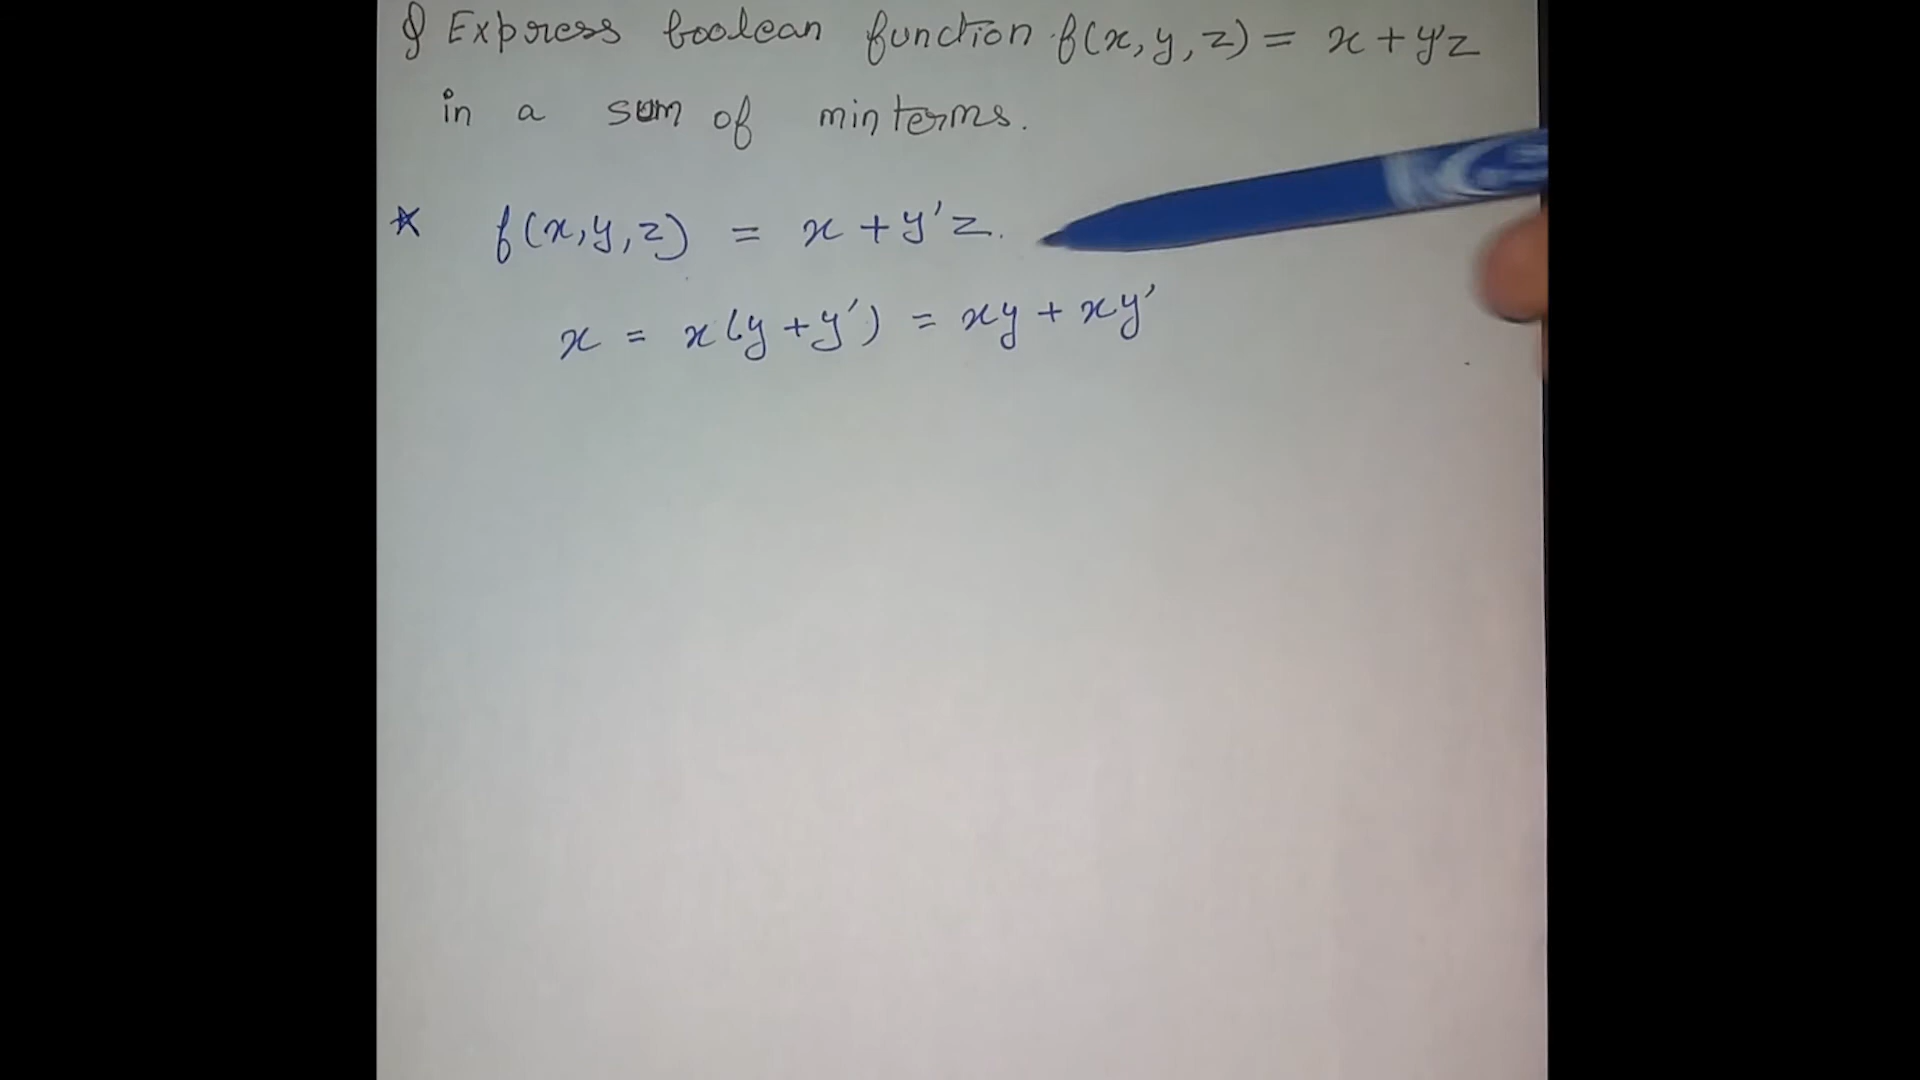 Q Express boolean function f(x, y, z) = x + y'z
in a sum of minterms.
* f(x, y, z) = x + y'z.
x = x(y + y') = xy + xy'